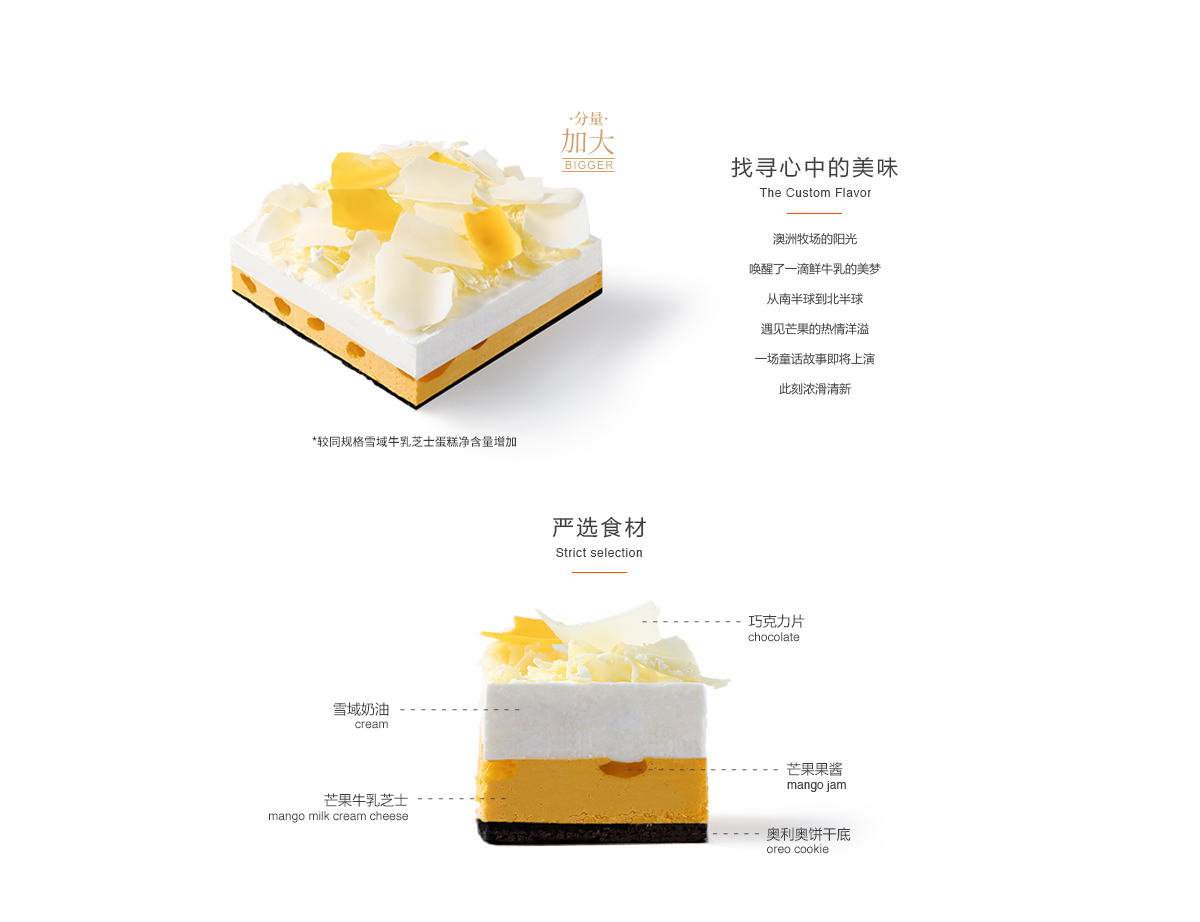 ·分量·
加大
BIGGER
找寻心中的美味
The Custom Flavor
澳洲牧场的阳光
唤醒了一滴鲜牛乳的美梦
从南半球到北半球
遇见芒果的热情洋溢
一场童话故事即将上演
此刻浓滑清新
*较同规格雪域牛乳芝士蛋糕净含量增加
严选食材
Strict selection
巧克力片
chocolate
雪域奶油
cream
芒果果酱
mango jam
芒果牛乳芝士
mango milk cream cheese
奥利奥饼干底
oreo cookie